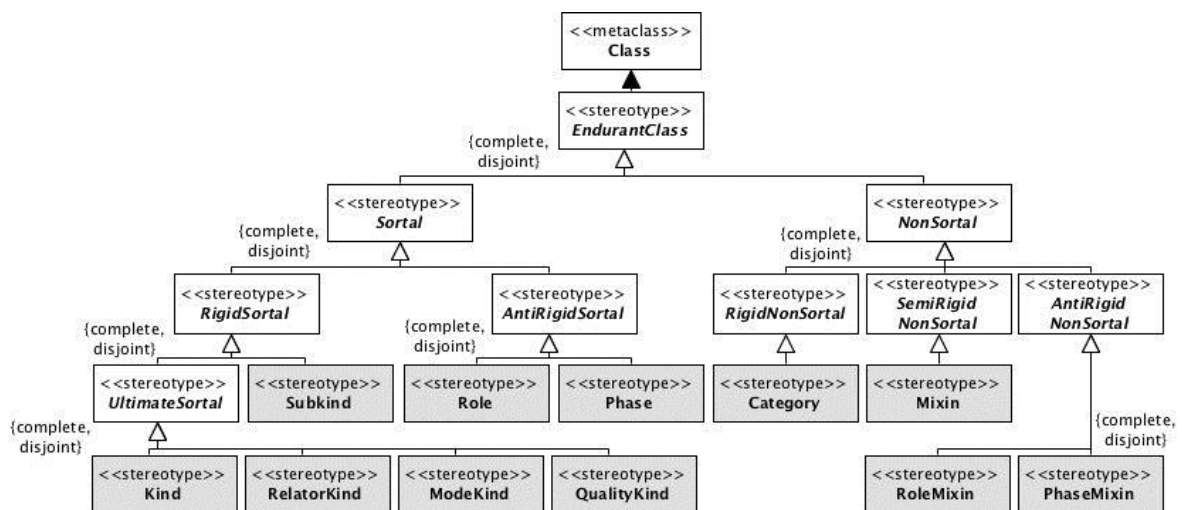 <<metaclass>>
Class
<<stereotype>>
EndurantClass
{complete,
disjoint}
<<stereotype>>
Sortal
<<stereotype>>
NonSortal
{complete,
disjoint}
{complete,
disjoint}
<<stereotype>>
RigidSortal
<<stereotype>>
AntiRigidSortal
<<stereotype>>
RigidNonSortal
<<stereotype>>
SemiRigid
NonSortal
<<stereotype>>
AntiRigid
NonSortal
{complete,
disjoint}
{complete,
disjoint}
<<stereotype>>
UltimateSortal
<<stereotype>>
Subkind
<<stereotype>>
Role
<<stereotype>>
Phase
<<stereotype>>
Category
<<stereotype>>
Mixin
{complete,
disjoint}
{complete,
disjoint}
<<stereotype>>
Kind
<<stereotype>>
RelatorKind
<<stereotype>>
ModeKind
<<stereotype>>
QualityKind
<<stereotype>>
RoleMixin
<<stereotype>>
PhaseMixin